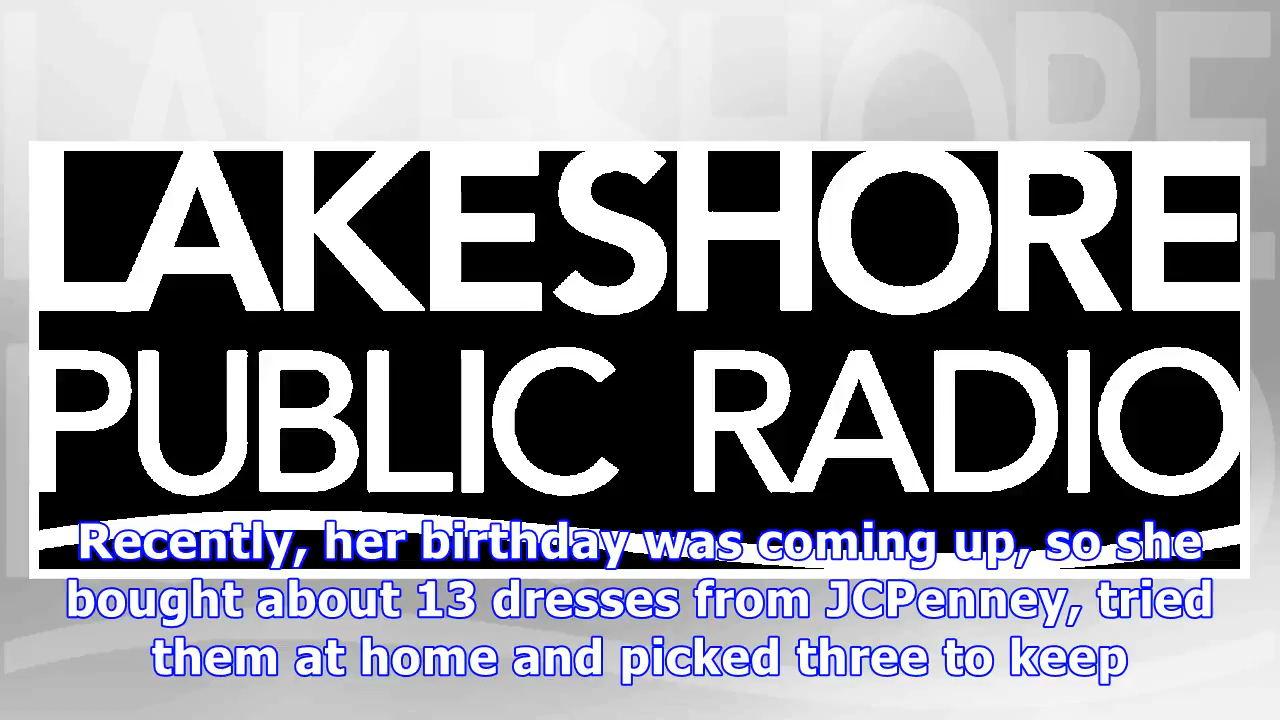 LAKESHORE
PUBLIC RADIO
Recently, her birthday was coming up, so she
bought about 13 dresses from JCPenney, tried
them at home and picked three to keep